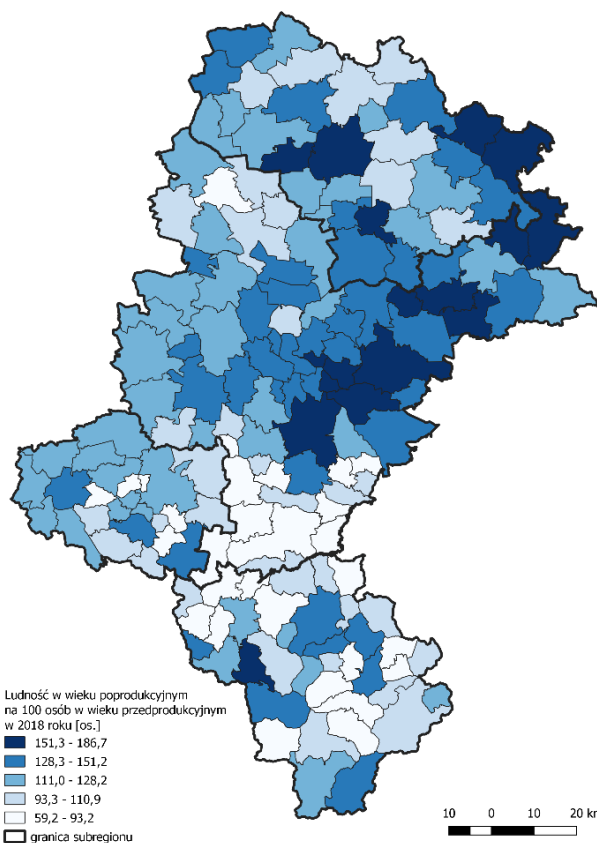 Ludność w wieku poprodukcyjnym
na 100 osób w wieku przedprodukcyjnym
w 2018 roku [os.]
151,3 - 186,7
128,3 - 151,2
111,0 - 128,2
93,3 - 110,9
59,2 - 93,2
granica subregionu
10 0 10 20 km